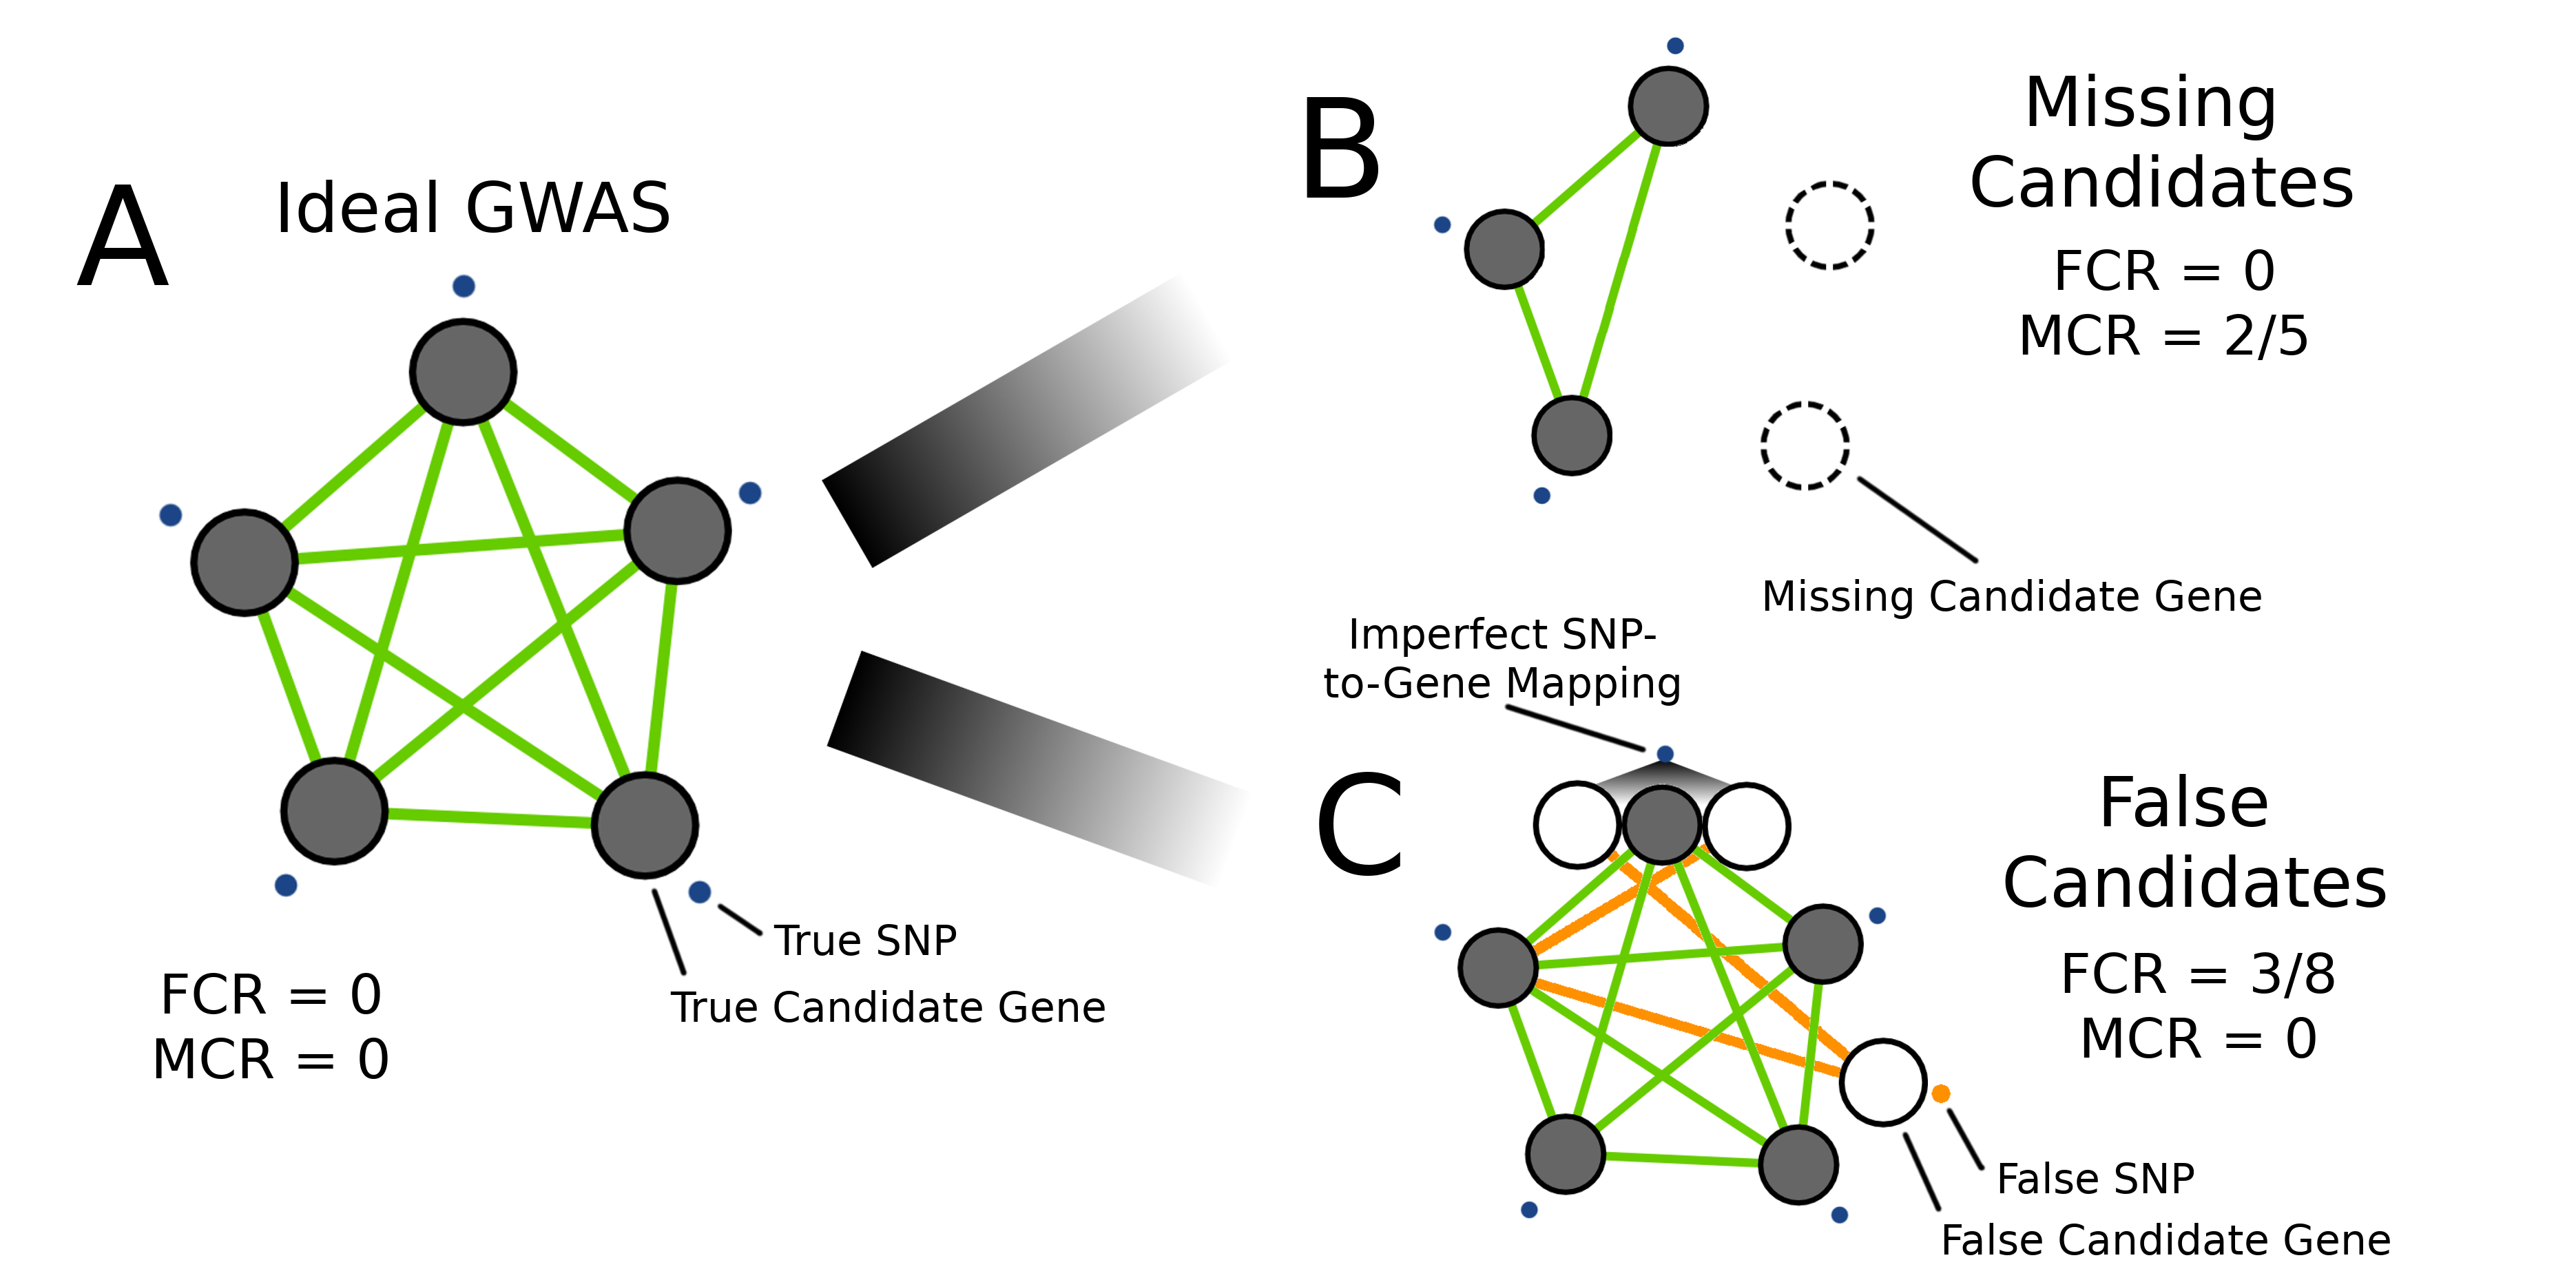 A
Ideal GWAS
True SNP
True Candidate Gene
FCR = 0
MCR = 0
B
Missing
Candidates
FCR = 0
MCR = 2/5
Missing Candidate Gene
Imperfect SNP-
to-Gene Mapping
C
False
Candidates
FCR = 3/8
MCR = 0
False SNP
False Candidate Gene